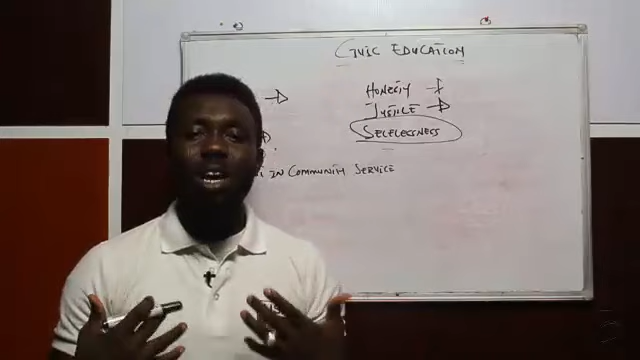 CIVIC EDUCATION
HONESTY
JUSTICE
SELFLESSNESS
IN COMMUNITY SERVICE